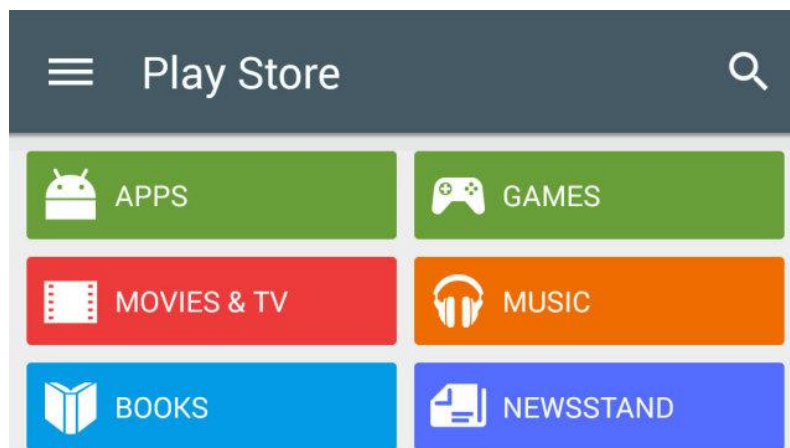 Play Store
APPS
GAMES
MOVIES & TV
MUSIC
BOOKS
NEWSSTAND